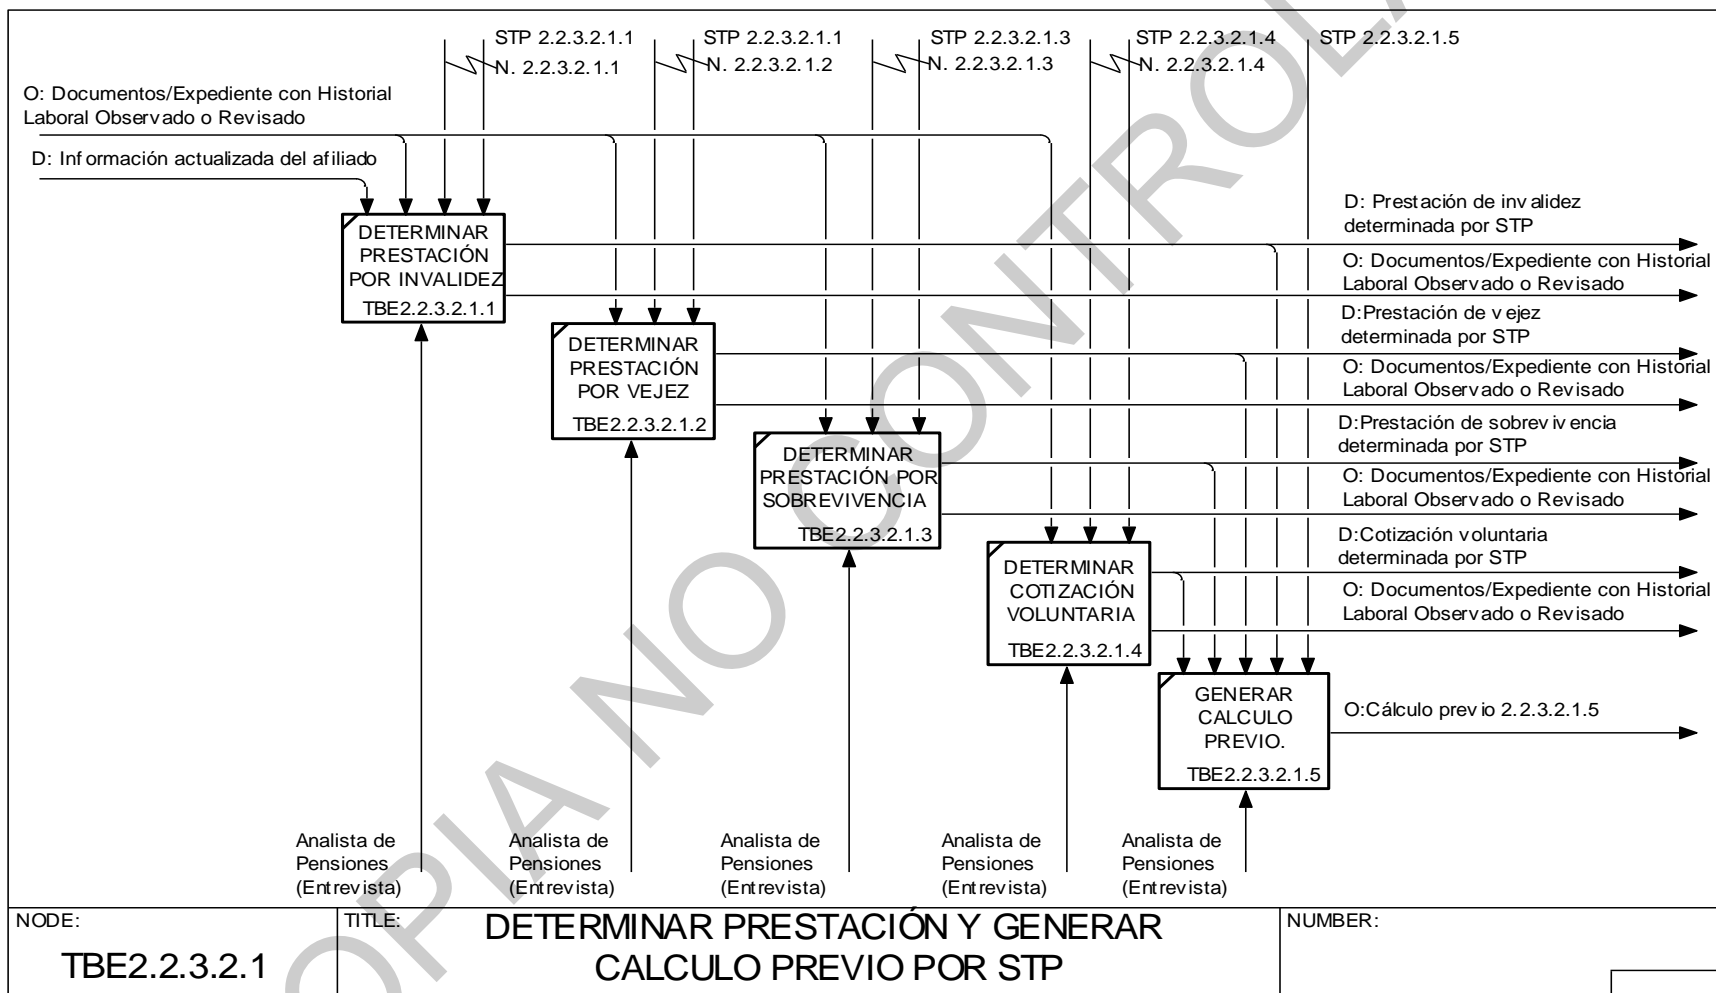 STP 2.2.3.2.1.1
N. 2.2.3.2.1.1
STP 2.2.3.2.1.1
N. 2.2.3.2.1.2
STP 2.2.3.2.1.3
N. 2.2.3.2.1.3
STP 2.2.3.2.1.4
N. 2.2.3.2.1.4
STP 2.2.3.2.1.5
O: Documentos/Expediente con Historial
Laboral Observado o Revisado
D: Información actualizada del afiliado
DETERMINAR
PRESTACIÓN
POR INVALIDEZ
TBE2.2.3.2.1.1
D: Prestación de invalidez
determinada por STP
O: Documentos/Expediente con Historial
Laboral Observado o Revisado
DETERMINAR
PRESTACIÓN
POR VEJEZ
TBE2.2.3.2.1.2
D:Prestación de vejez
determinada por STP
O: Documentos/Expediente con Historial
Laboral Observado o Revisado
DETERMINAR
PRESTACIÓN POR
SOBREVIVENCIA
TBE2.2.3.2.1.3
D:Prestación de sobrevivencia
determinada por STP
O: Documentos/Expediente con Historial
Laboral Observado o Revisado
DETERMINAR
COTIZACIÓN
VOLUNTARIA
TBE2.2.3.2.1.4
D:Cotización voluntaria
determinada por STP
O: Documentos/Expediente con Historial
Laboral Observado o Revisado
GENERAR
CALCULO
PREVIO.
TBE2.2.3.2.1.5
O:Cálculo previo 2.2.3.2.1.5
Analista de
Pensiones
(Entrevista)
Analista de
Pensiones
(Entrevista)
Analista de
Pensiones
(Entrevista)
Analista de
Pensiones
(Entrevista)
Analista de
Pensiones
(Entrevista)
NODE:
TBE2.2.3.2.1
TITLE:
DETERMINAR PRESTACIÓN Y GENERAR
CALCULO PREVIO POR STP
NUMBER:
OPIA NO CONTROLA